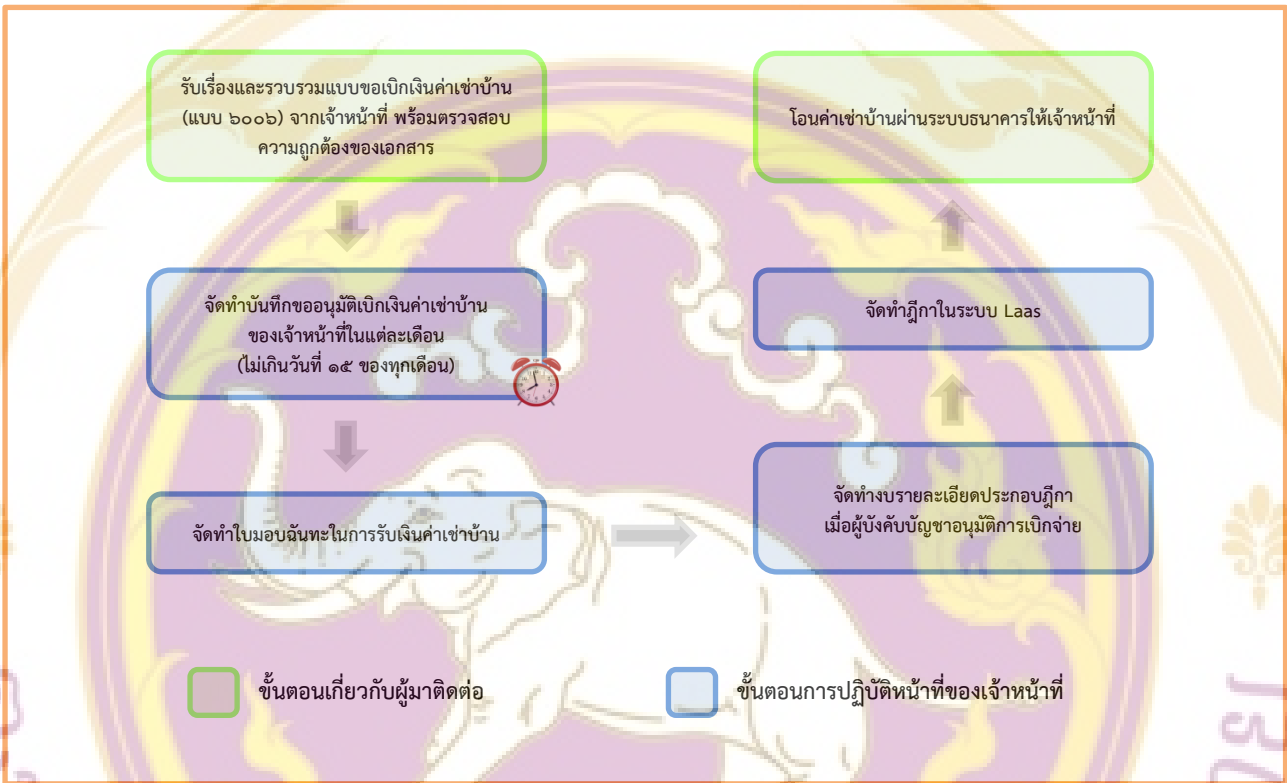 รับเรื่องและรวบรวมแบบขอเบิกเงินค่าเช่าบ้าน
(แบบ ๖๐๐๖) จากเจ้าหน้าที่ พร้อมตรวจสอบ
ความถูกต้องของเอกสาร
จัดทำบันทึกขออนุมัติเบิกเงินค่าเช่าบ้าน
ของเจ้าหน้าที่ในแต่ละเดือน
(ไม่เกินวันที่ ๑๕ ของทุกเดือน)
จัดทำใบมอบฉันทะในการรับเงินค่าเช่าบ้าน
จัดทำงบรายละเอียดประกอบฎีกา
เมื่อผู้บังคับบัญชาอนุมัติการเบิกจ่าย
จัดทำฎีกาในระบบ Laas
โอนค่าเช่าบ้านผ่านระบบธนาคารให้เจ้าหน้าที่
ขั้นตอนเกี่ยวกับผู้มาติดต่อ
ขั้นตอนการปฏิบัติหน้าที่ของเจ้าหน้าที่